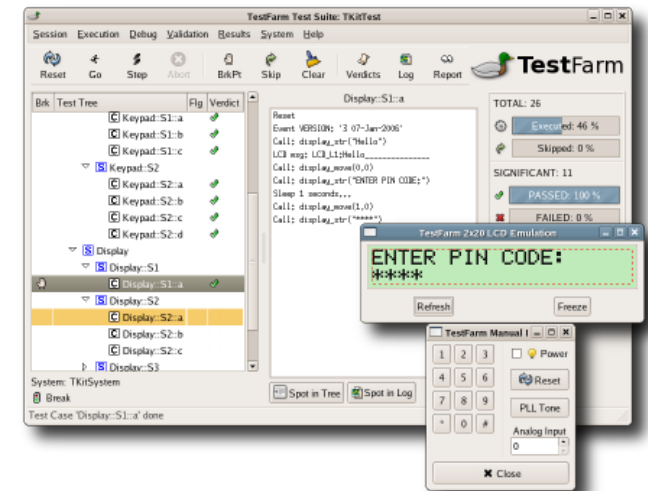 TestFarm Test Suite: TKitTest
Session Execution Debug Validation Results System Help
Reset Go Step Abort BrkPt Skip Clear Verdicts Log Report
TestFarm
Brk Test Tree Flg Verdict
C Keypad::S1::a
C Keypad::S1::b
C Keypad::S1::c
S Keypad::S2
C Keypad::S2::a
C Keypad::S2::b
C Keypad::S2::c
C Keypad::S2::d
S Display
S Display::S1
C Display::S1::a
S Display::S2
C Display::S2::a
C Display::S2::b
C Display::S2::c
S Display::S3
System: TKitSystem
Break
Test Case 'Display::S1::a' done
Display::S1::a
Reset
Event VERSION: '3 07-Jan-2006'
Call: display_str("Hello")
LCD msg: LCD_L1:Hello_______________
Call: display_move(0,0)
Call: display_str("ENTER PIN CODE:")
Sleep 1 seconds...
Call: display_move(1,0)
Call: display_str("****")
Spot in Tree Spot in Log
TOTAL: 26
Executed: 46 %
Skipped: 0 %
SIGNIFICANT: 11
PASSED: 100 %
FAILED: 0 %
TestFarm 2x20 LCD Emulation
ENTER PIN CODE:
****
Refresh Freeze
TestFarm Manual I
1 2 3 Power
4 5 6 Reset
7 8 9 PLL Tone
* 0 #
Analog Input
0
Close